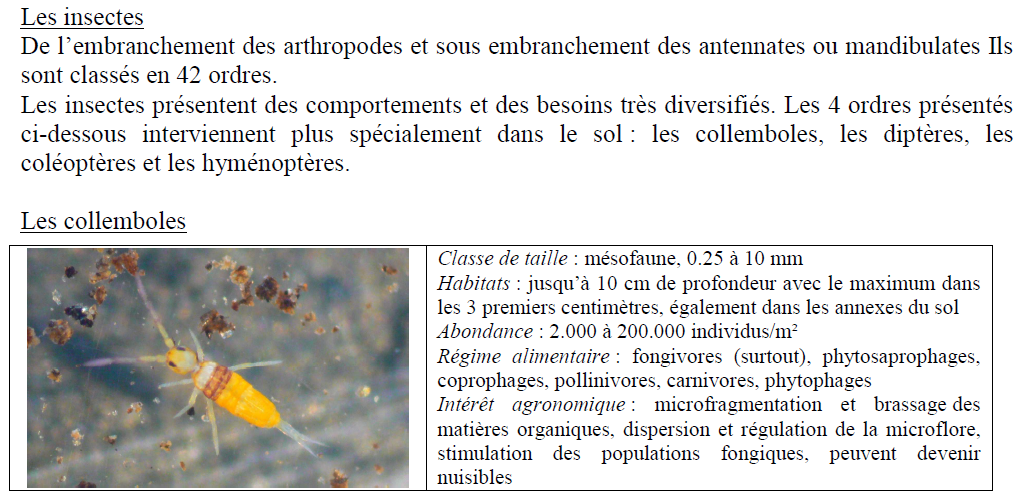 Les insectes
De l’embranchement des arthropodes et sous embranchement des antennates ou mandibulates Ils
sont classés en 42 ordres.
Les insectes présentent des comportements et des besoins très diversifiés. Les 4 ordres présentés
ci-dessous interviennent plus spécialement dans le sol : les collemboles, les diptères, les
coléoptères et les hyménoptères.
Les collemboles
Classe de taille : mésofaune, 0.25 à 10 mm
Habitats : jusqu’à 10 cm de profondeur avec le maximum dans
les 3 premiers centimètres, également dans les annexes du sol
Abondance : 2.000 à 200.000 individus/m²
Régime alimentaire : fongivores (surtout), phytosaprophages,
coprophages, pollinivores, carnivores, phytophages
Intérêt agronomique : microfragmentation et brassage des
matières organiques, dispersion et régulation de la microflore,
stimulation des populations fongiques, peuvent devenir
nuisibles